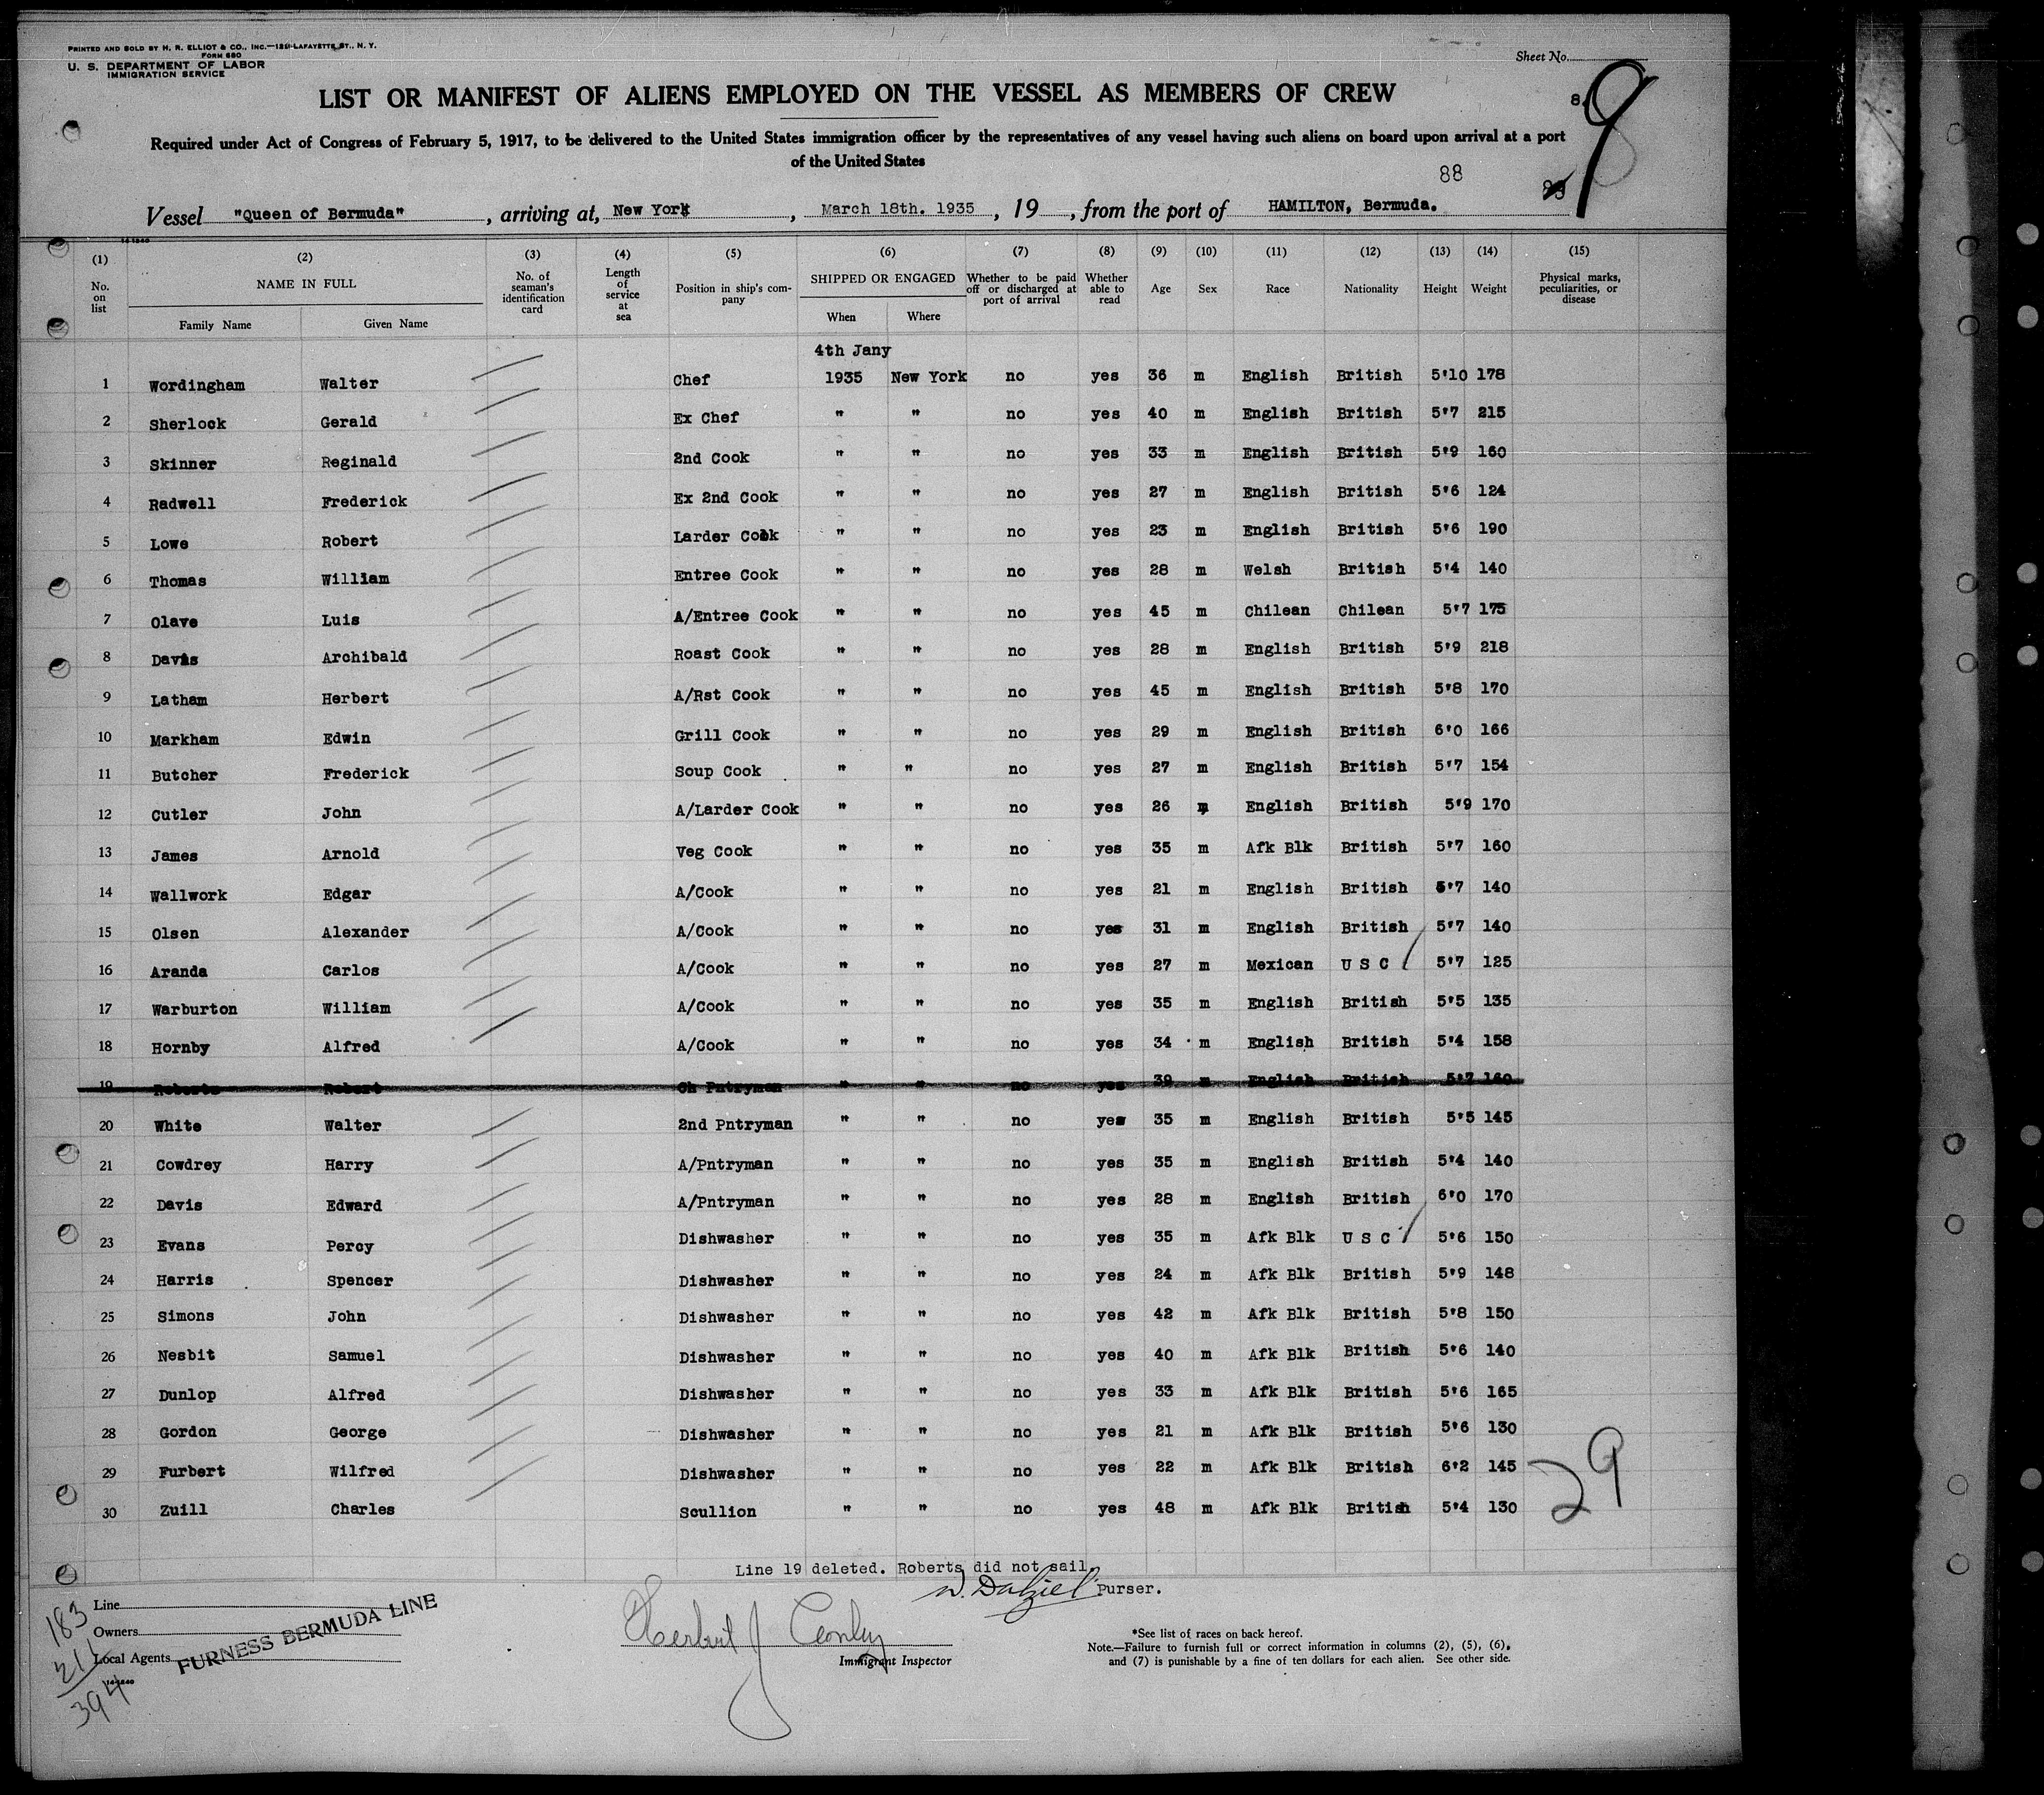 PRINTED AND SOLD BY H. R. ELLIOT & CO., INC.—121-LAFAYETTE ST., N. Y.
FORM 680
U. S. DEPARTMENT OF LABOR
IMMIGRATION SERVICE
Sheet No.
LIST OR MANIFEST OF ALIENS EMPLOYED ON THE VESSEL AS MEMBERS OF CREW
8
9
Required under Act of Congress of February 5, 1917, to be delivered to the United States immigration officer by the representatives of any vessel having such aliens on board upon arrival at a port
of the United States
88
Vessel "Queen of Bermuda", arriving at, New York, March 18th. 1935, 19, from the port of HAMILTON, Bermuda.
14-1240
(1) (2) (3) (4) (5) (6) (7) (8) (9) (10) (11) (12) (13) (14) (15)
No. on list NAME IN FULL Family Name Given Name No. of seaman's identification card Length of service at sea Position in ship's company SHIPPED OR ENGAGED When Where Whether to be paid off or discharged at port of arrival Whether able to read Age Sex Race Nationality Height Weight Physical marks, peculiarities, or disease
4th Jany
1 Wordingham Walter Chef 1935 New York no yes 36 m English British 5'10 178
2 Sherlock Gerald Ex Chef " " no yes 40 m English British 5'7 215
3 Skinner Reginald 2nd Cook " " no yes 33 m English British 5'9 160
4 Radwell Frederick Ex 2nd Cook " " no yes 27 m English British 5'6 124
5 Lowe Robert Larder Cook " " no yes 23 m English British 5'6 190
6 Thomas William Entree Cook " " no yes 28 m Welsh British 5'4 140
7 Olave Luis A/Entree Cook " " no yes 45 m Chilean Chilean 5'7 175
8 Davis Archibald Roast Cook " " no yes 28 m English British 5'9 218
9 Latham Herbert A/Rst Cook " " no yes 45 m English British 5'8 170
10 Markham Edwin Grill Cook " " no yes 29 m English British 6'0 166
11 Butcher Frederick Soup Cook " " no yes 27 m English British 5'7 154
12 Cutler John A/Larder Cook " " no yes 26 m English British 5'9 170
13 James Arnold Veg Cook " " no yes 35 m Afk Blk British 5'7 160
14 Wallwork Edgar A/Cook " " no yes 21 m English British 5'7 140
15 Olsen Alexander A/Cook " " no yes 31 m English British 5'7 140
16 Aranda Carlos A/Cook " " no yes 27 m Mexican U S C 5'7 125
17 Warburton William A/Cook " " no yes 35 m English British 5'5 135
18 Hornby Alfred A/Cook " " no yes 34 m English British 5'4 158
19 Roberts Robert Ch Pntryman " " no yes 39 m English British 5'7 160
20 White Walter 2nd Pntryman " " no yes 35 m English British 5'5 145
21 Cowdrey Harry A/Pntryman " " no yes 35 m English British 5'4 140
22 Davis Edward A/Pntryman " " no yes 28 m English British 6'0 170
23 Evans Percy Dishwasher " " no yes 35 m Afk Blk U S C 5'6 150
24 Harris Spencer Dishwasher " " no yes 24 m Afk Blk British 5'9 148
25 Simons John Dishwasher " " no yes 42 m Afk Blk British 5'8 150
26 Nesbit Samuel Dishwasher " " no yes 40 m Afk Blk British 5'6 140
27 Dunlop Alfred Dishwasher " " no yes 33 m Afk Blk British 5'6 165
28 Gordon George Dishwasher " " no yes 21 m Afk Blk British 5'6 130
29 Furbert Wilfred Dishwasher " " no yes 22 m Afk Blk British 6'2 145
30 Zuill Charles Scullion " " no yes 48 m Afk Blk British 5'4 130
29
Line 19 deleted. Roberts did not sail.
W. Dalziel Purser.
183
211
394
Line
Owners
Local Agents
FURNESS BERMUDA LINE
14-1240
Herbert J
Immigrant Inspector
*See list of races on back hereof.
Note.—Failure to furnish full or correct information in columns (2), (5), (6),
and (7) is punishable by a fine of ten dollars for each alien. See other side.